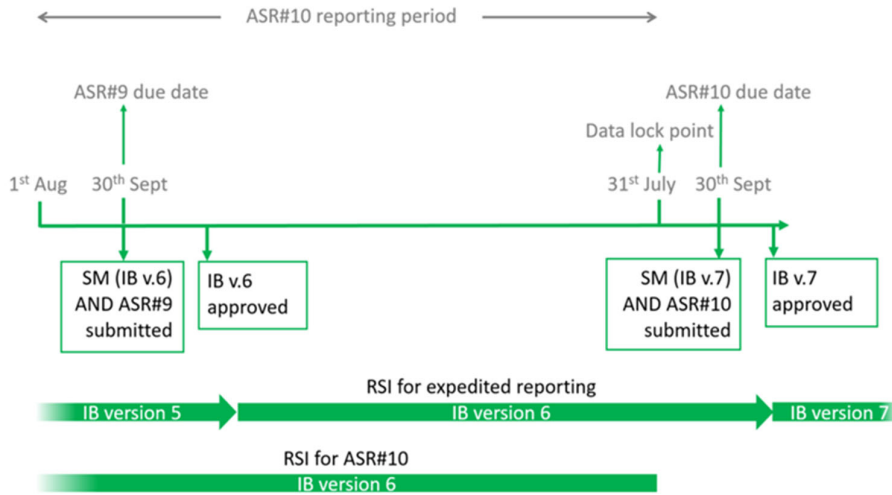 ASR#10 reporting period
ASR#9 due date
ASR#10 due date
Data lock point
1st Aug
30th Sept
31st July
30th Sept
SM (IB v.6)
AND ASR#9
submitted
IB v.6
approved
SM (IB v.7)
AND ASR#10
submitted
IB v.7
approved
RSI for expedited reporting
IB version 5
IB version 6
IB version 7
RSI for ASR#10
IB version 6